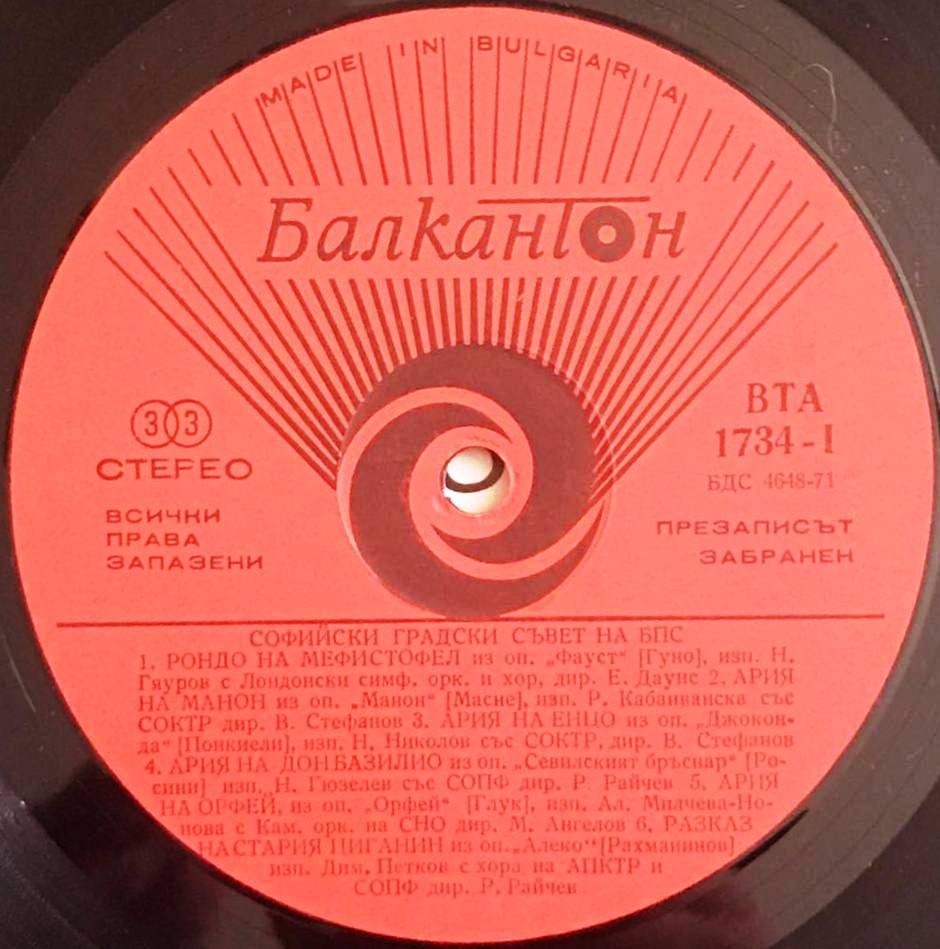 MADE IN BULGARIA
Балкантон
33
СТЕРЕО
ВСИЧКИ
ПРАВА
ЗАПАЗЕНИ
ВТА
1734-I
БДС 4648-71
ПРЕЗАПИСЪТ
ЗАБРАНЕН
СОФИЙСКИ ГРАДСКИ СЪВЕТ НА БПС
1. РОНДО НА МЕФИСТОФЕЛ из оп. „Фауст" [Гуно], изп. Н.
Гяуров с Лондонски симф. орк. и хор, дир. Е. Даунс 2. АРИЯ
НА МАНОН из оп. „Манон" [Масне], изп. Р. Кабаиванска със
СОКТР дир. В. Стефанов 3. АРИЯ НА ЕНЦО из оп. „Джокон-
да" [Понкиели], изп. Н. Николов със СОКТР, дир. В. Стефанов
4. АРИЯ НА ДОН БАЗИЛИО из оп. „Севилският бръснар" [Ро-
сини] изп. Н. Гюзелев със СОПФ дир. Р. Райчев 5. АРИЯ
НА ОРФЕЙ, из оп. „Орфей" [Глук], изп. Ал. Милчева-Но-
нова с Кам. орк. на СНО дир. М. Ангелов 6. РАЗКАЗ
НА СТАРИЯ ЦИГАНИН из оп. „Алеко" [Рахманинов]
изп. Дим. Петков с хора на АПКТР и
СОПФ дир. Р. Райчев